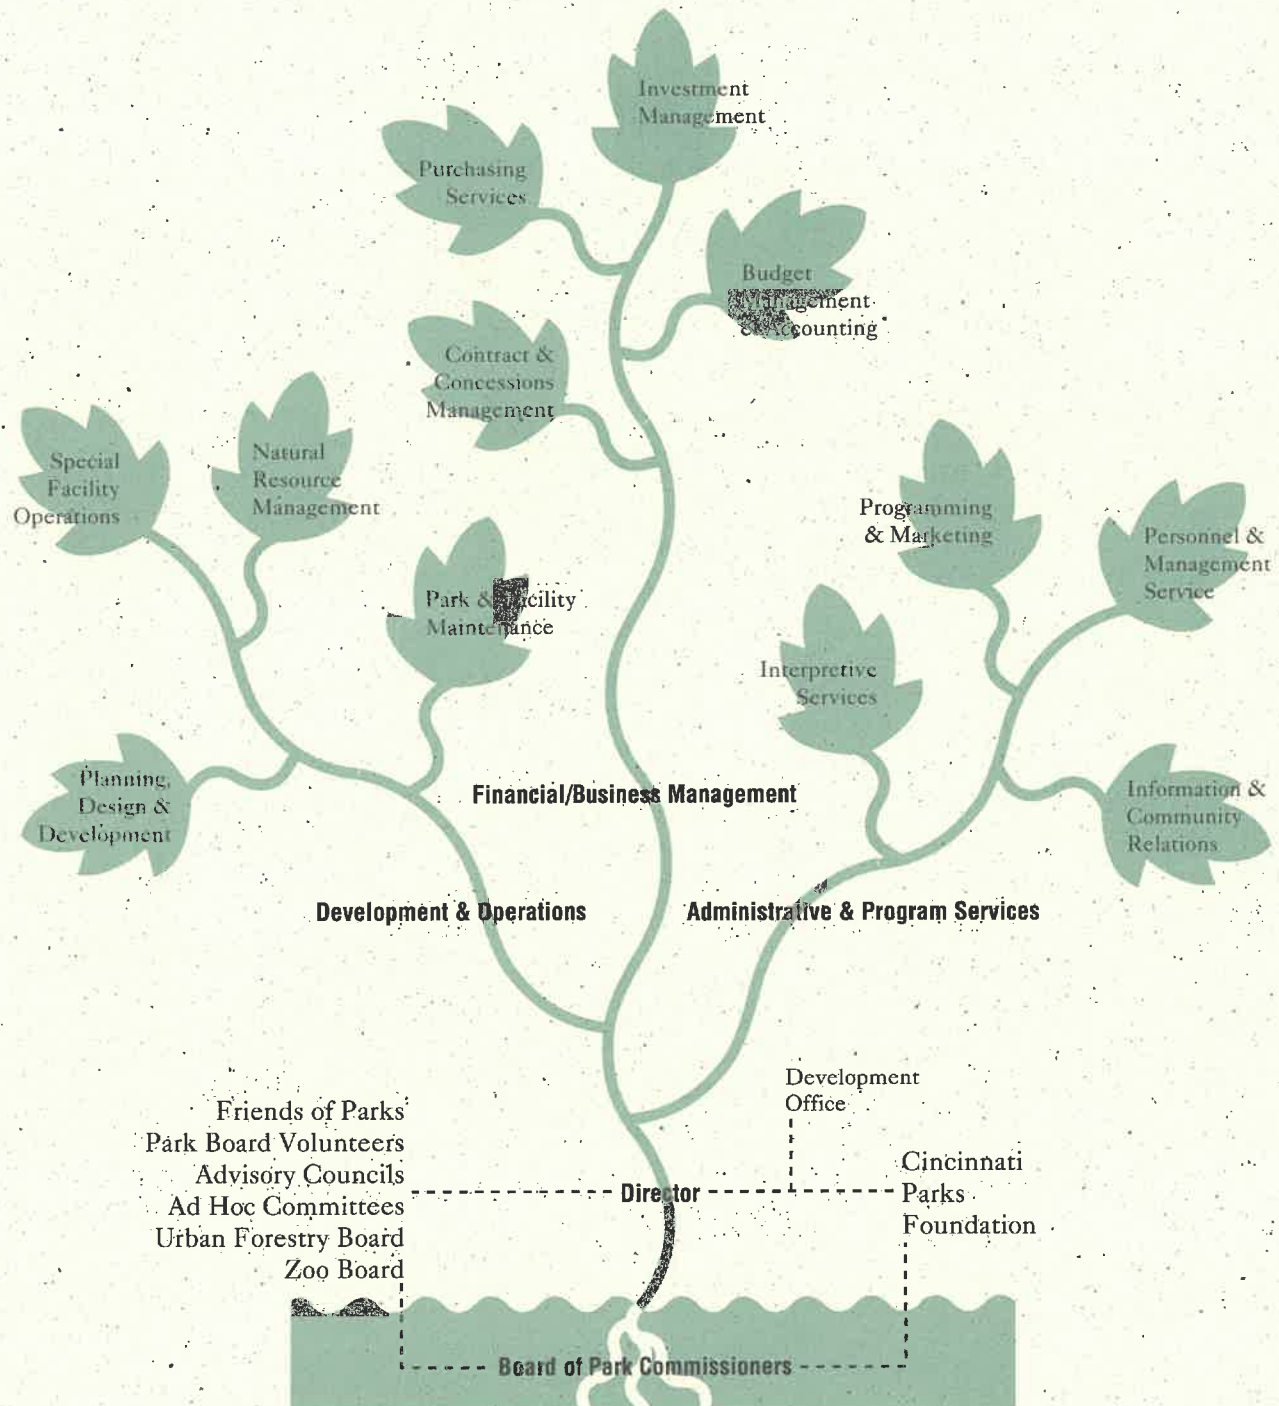 Investment
Management
Purchasing
Services
Budget
Management
& Accounting
Contract &
Concessions
Management
Special
Facility
Operations
Natural
Resource
Management
Park & Facility
Maintenance
Programming
& Marketing
Personnel &
Management
Service
Interpretive
Services
Planning,
Design &
Development
Information &
Community
Relations
Financial/Business Management
Development & Operations
Administrative & Program Services
Development
Office
Friends of Parks
Park Board Volunteers
Advisory Councils
Ad Hoc Committees
Urban Forestry Board
Zoo Board
Director
Cincinnati
Parks
Foundation
Board of Park Commissioners